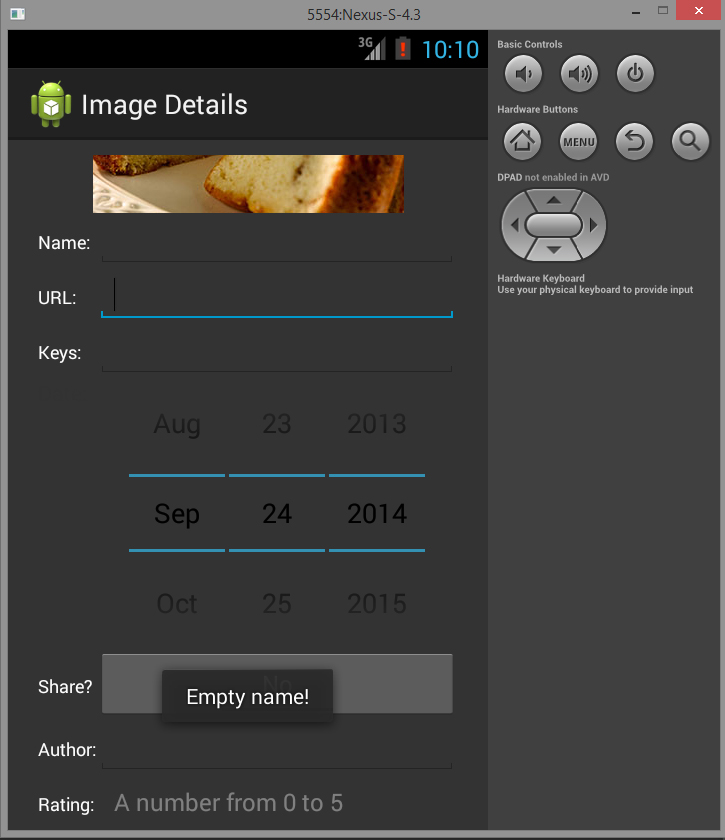 5554:Nexus-S-4.3
3G 10:10
Image Details
Name:
URL:
Keys:
Aug 23 2013
Sep 24 2014
Oct 25 2015
Share? No
Empty name!
Author:
Rating: A number from 0 to 5
Basic Controls
Hardware Buttons
MENU
DPAD not enabled in AVD
Hardware Keyboard
Use your physical keyboard to provide input